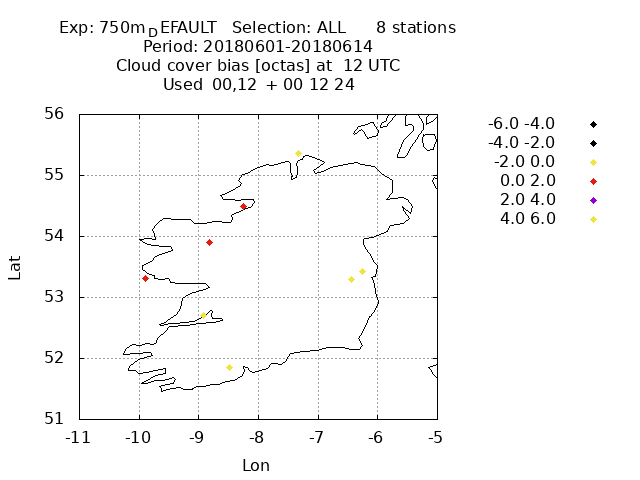 Exp: 750mDEFAULT   Selection: ALL      8 stations
Period: 20180601-20180614
Cloud cover bias [octas] at  12 UTC
Used  00,12  + 00 12 24
56
55
54
53
52
51
-11 -10 -9 -8 -7 -6 -5
Lat
Lon
-6.0 -4.0
-4.0 -2.0
-2.0 0.0
0.0 2.0
2.0 4.0
4.0 6.0